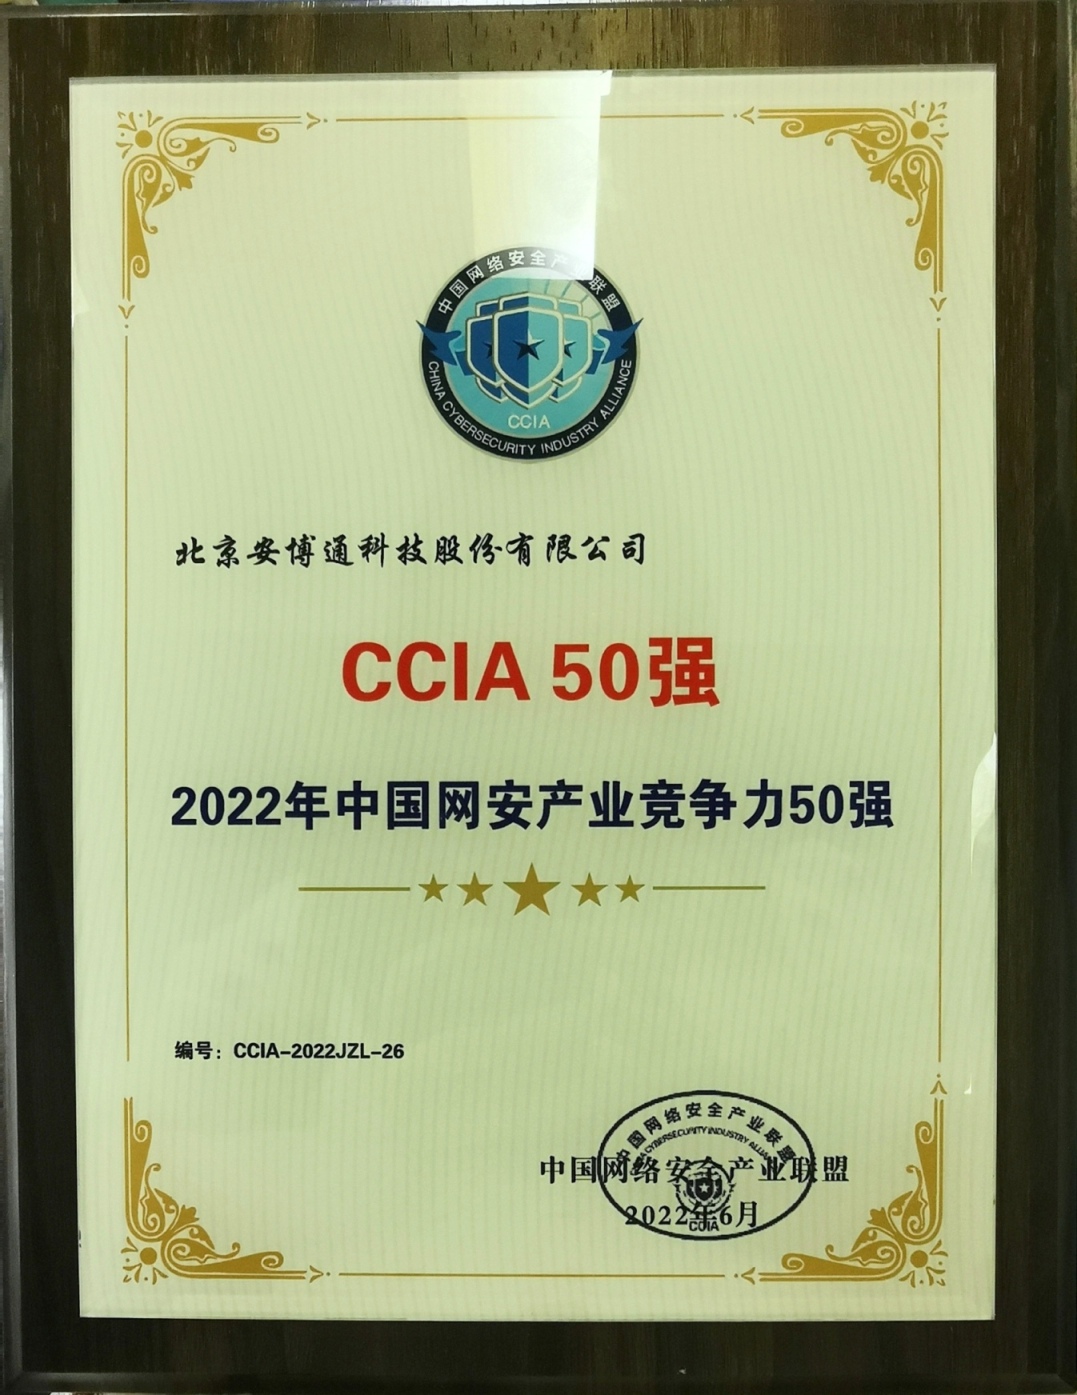 中国网络安全产业联盟
CHINA CYBERSECURITY INDUSTRY ALLIANCE
CCIA
北京安博通科技股份有限公司
CCIA 50强
2022年中国网安产业竞争力50强
编号：CCIA-2022JZL-26
中国网络安全产业联盟
CHINA CYBERSECURITY INDUSTRY ALLIANCE
中国网络安全产业联盟
2022年6月
CCIA